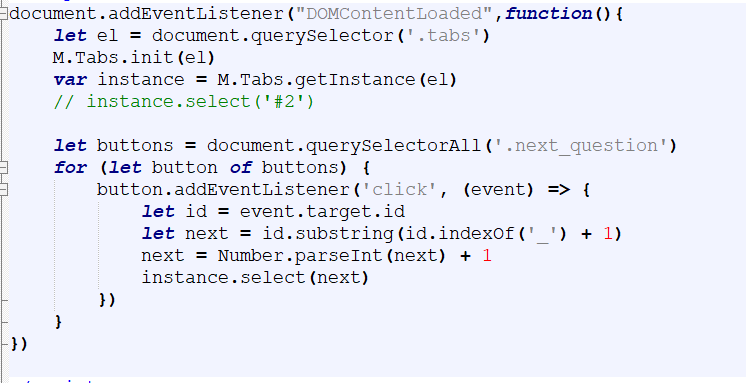 document.addEventListener("DOMContentLoaded",function(){
    let el = document.querySelector('.tabs')
    M.Tabs.init(el)
    var instance = M.Tabs.getInstance(el)
    // instance.select('#2')

    let buttons = document.querySelectorAll('.next_question')
    for (let button of buttons) {
        button.addEventListener('click', (event) => {
            let id = event.target.id
            let next = id.substring(id.indexOf('_') + 1)
            next = Number.parseInt(next) + 1
            instance.select(next)
        })
    }
})